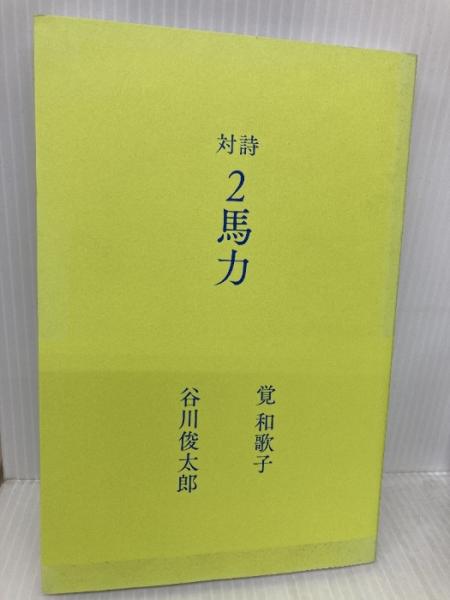 対詩
2馬力
覚 和歌子
谷川俊太郎